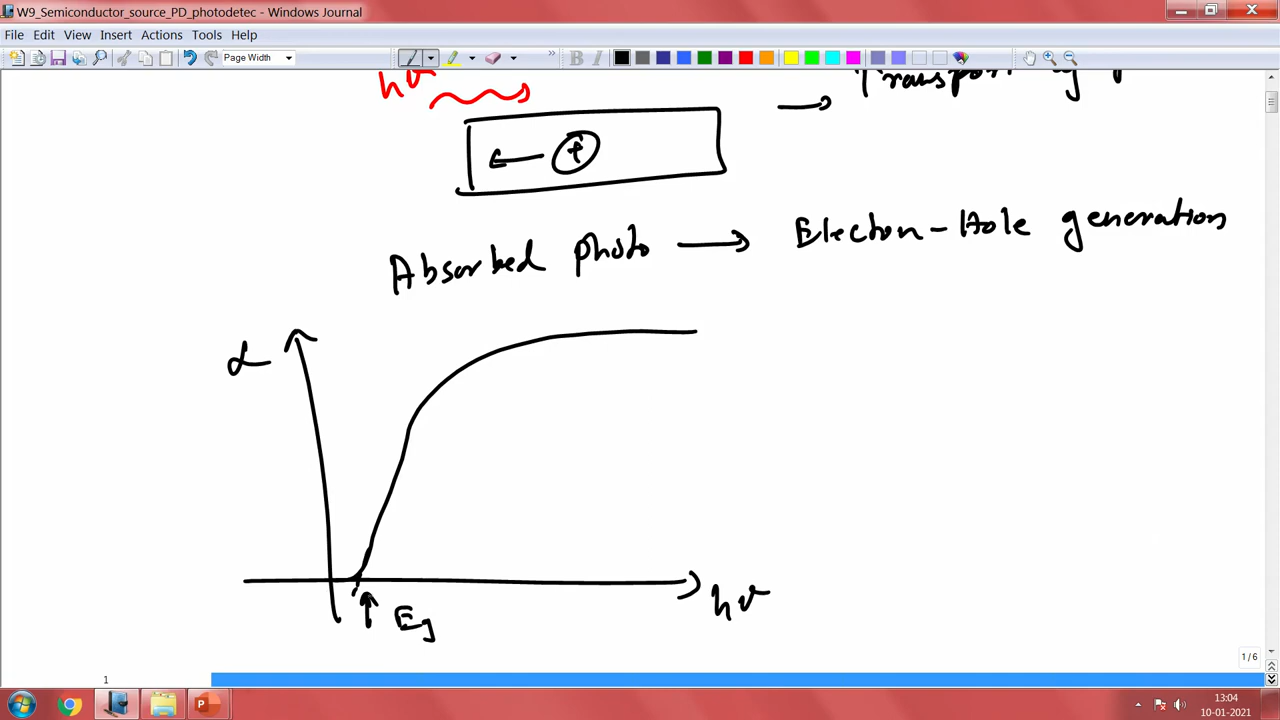 W9_Semiconductor_source_PD_photodetec - Windows Journal
File Edit View Insert Actions Tools Help
Page Width
hν
→
+
Absorbed photo → Electon-Hole generation
α
hν
Eg
1/6
1
13:04
10-01-2021